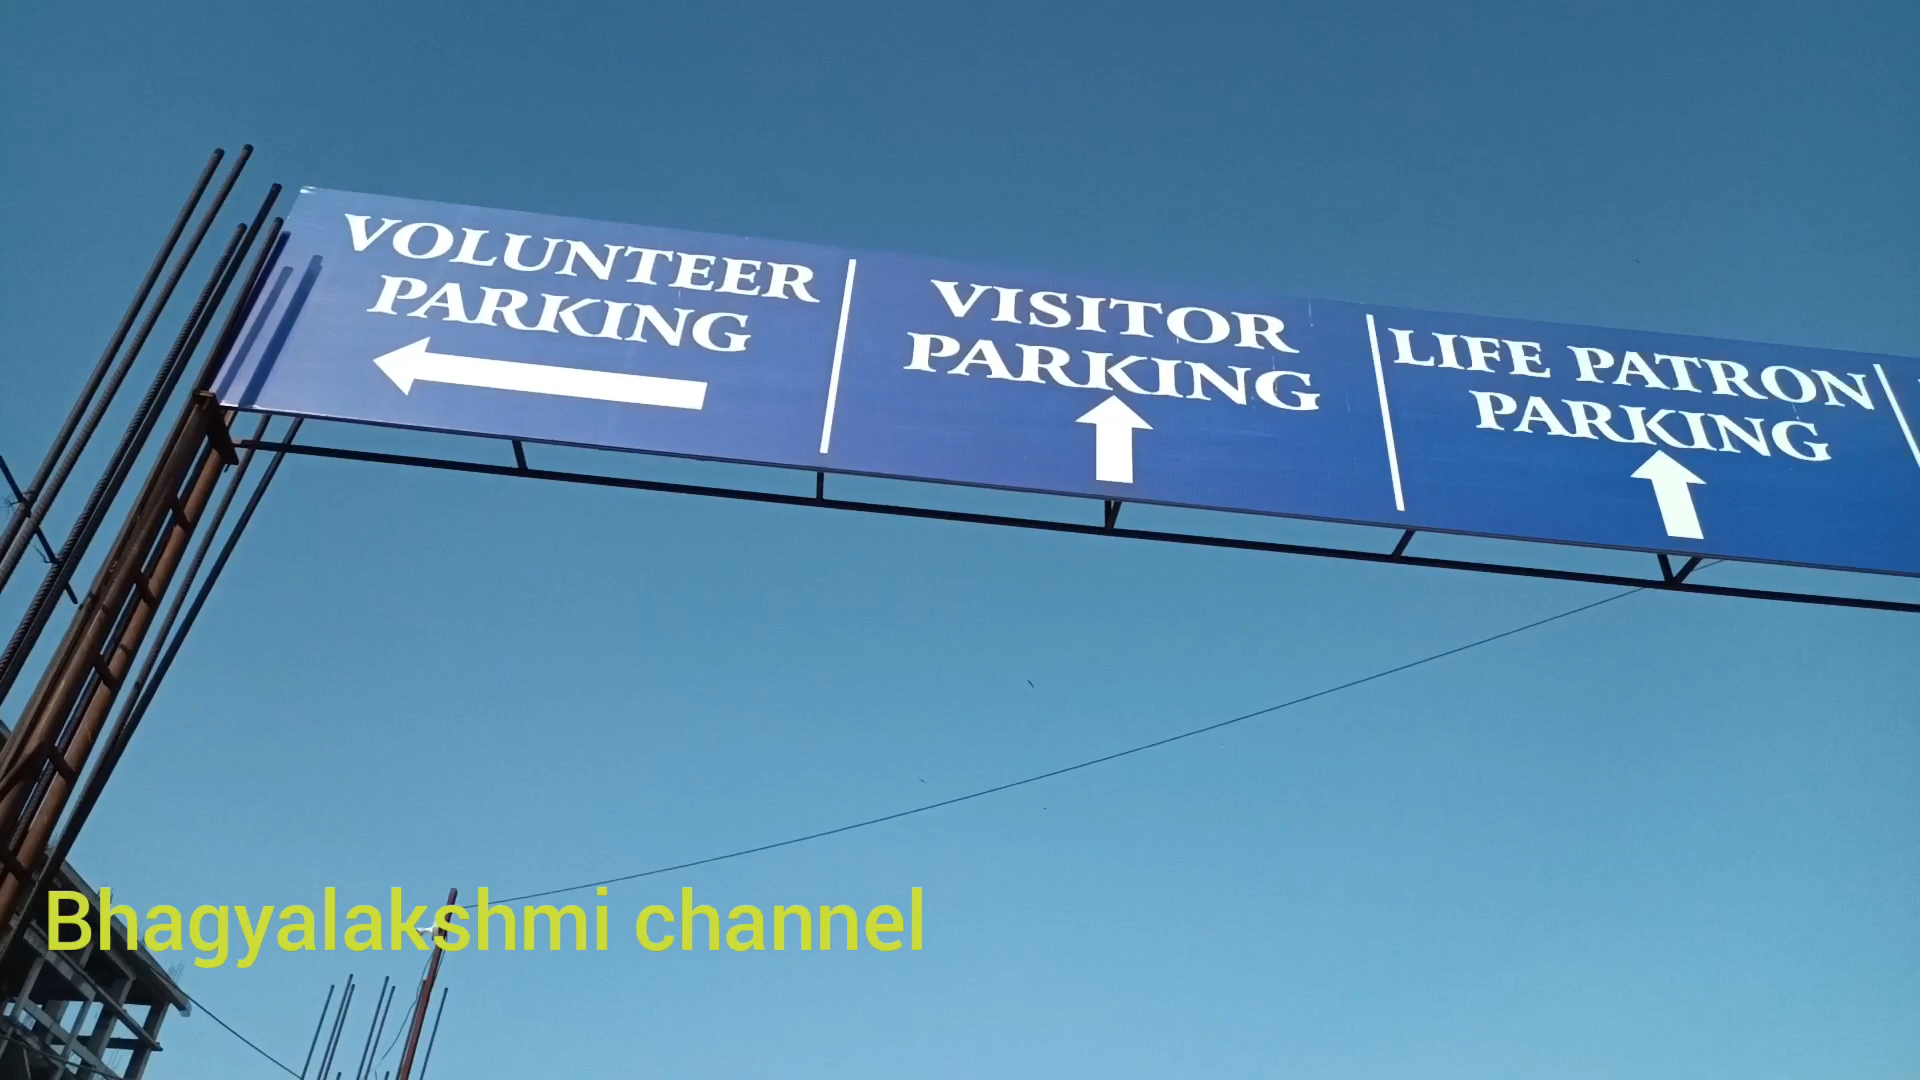 VOLUNTEER
PARKING
VISITOR
PARKING
LIFE PATRON
PARKING
Bhagyalakshmi channel